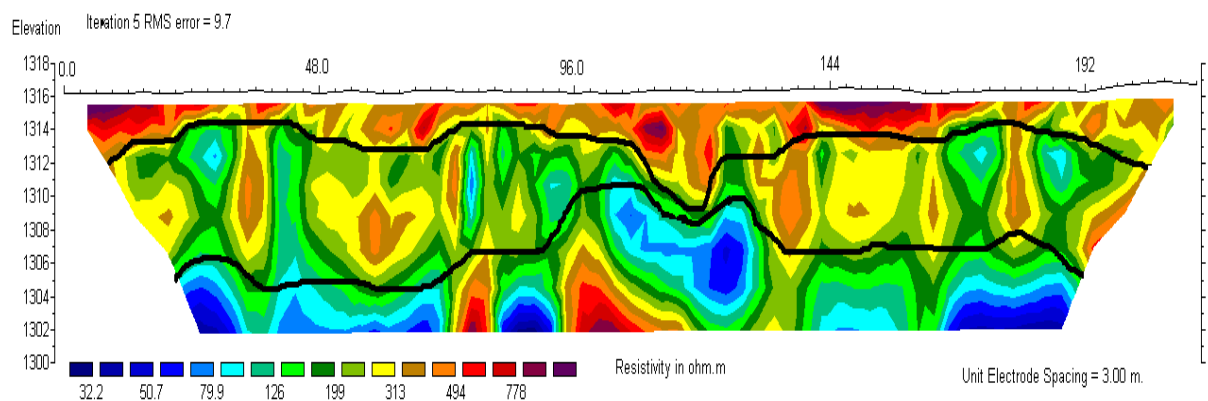 Iteration 5 RMS error = 9.7
Elevation
0.0 48.0 96.0 144 192
1318
1316
1314
1312
1310
1308
1306
1304
1302
1300
Resistivity in ohm.m
32.2 50.7 79.9 126 199 313 494 778
Unit Electrode Spacing = 3.00 m.